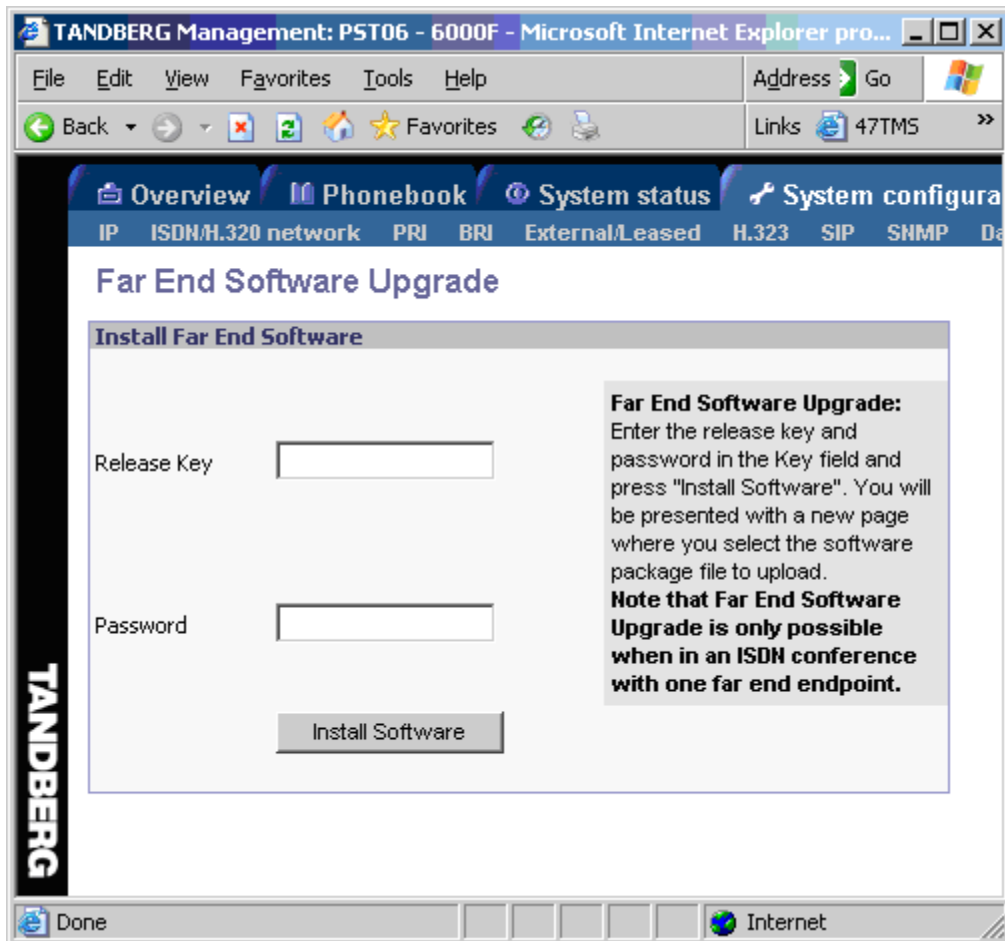 TANDBERG Management: PST06 - 6000F - Microsoft Internet Explorer pro...
File Edit View Favorites Tools Help Address Go
Back Favorites Links 47TMS »
Overview Phonebook System status System configura
IP ISDN/H.320 network PRI BRI External/Leased H.323 SIP SNMP Da
Far End Software Upgrade
Install Far End Software
Release Key
Password
Install Software
Far End Software Upgrade:
Enter the release key and
password in the Key field and
press "Install Software". You will
be presented with a new page
where you select the software
package file to upload.
Note that Far End Software
Upgrade is only possible
when in an ISDN conference
with one far end endpoint.
TANDBERG
Done Internet